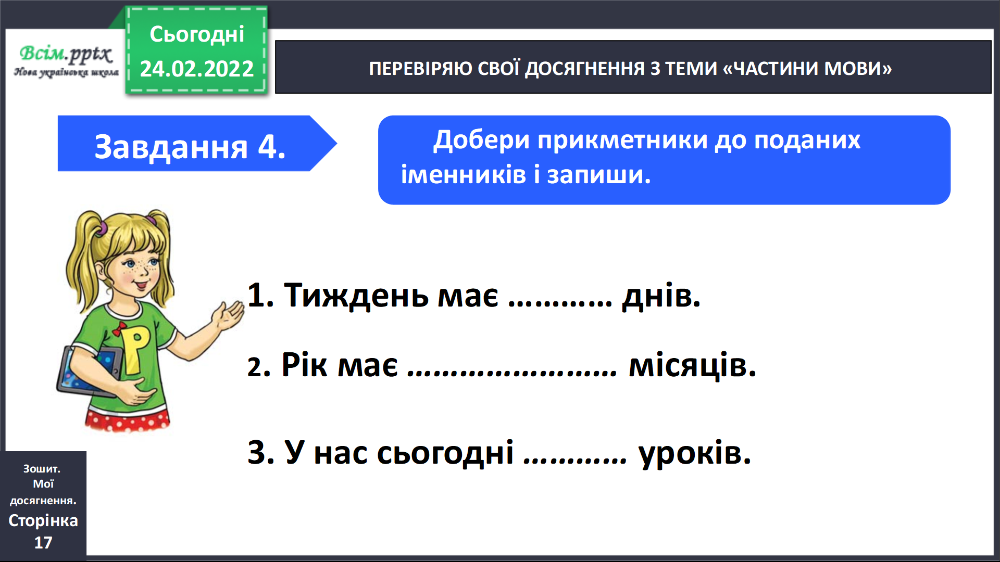 Всім.pptx
Нова українська школа
Сьогодні
24.02.2022
ПЕРЕВІРЯЮ СВОЇ ДОСЯГНЕННЯ З ТЕМИ «ЧАСТИНИ МОВИ»
Завдання 4.
Добери прикметники до поданих
іменників і запиши.
P
1. Тиждень має ………… днів.
2. Рік має …………………… місяців.
3. У нас сьогодні ………… уроків.
Зошит.
Мої
досягнення.
Сторінка
17